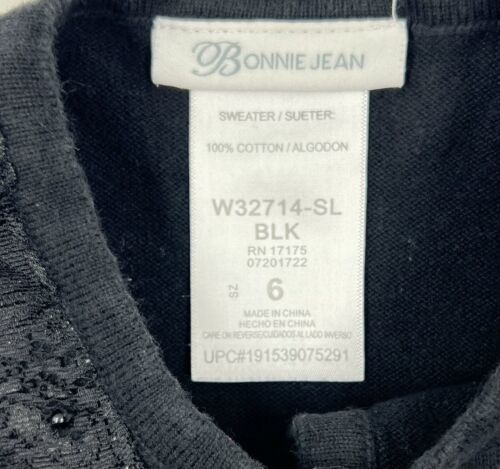 BONNIE JEAN
SWEATER / SUETER:
100% COTTON / ALGODON
W32714-SL
BLK
RN 17175
07201722
SZ 6
MADE IN CHINA
HECHO EN CHINA
CARE ON REVERSE/CUIDADOS AL LADO INVERSO
UPC#191539075291